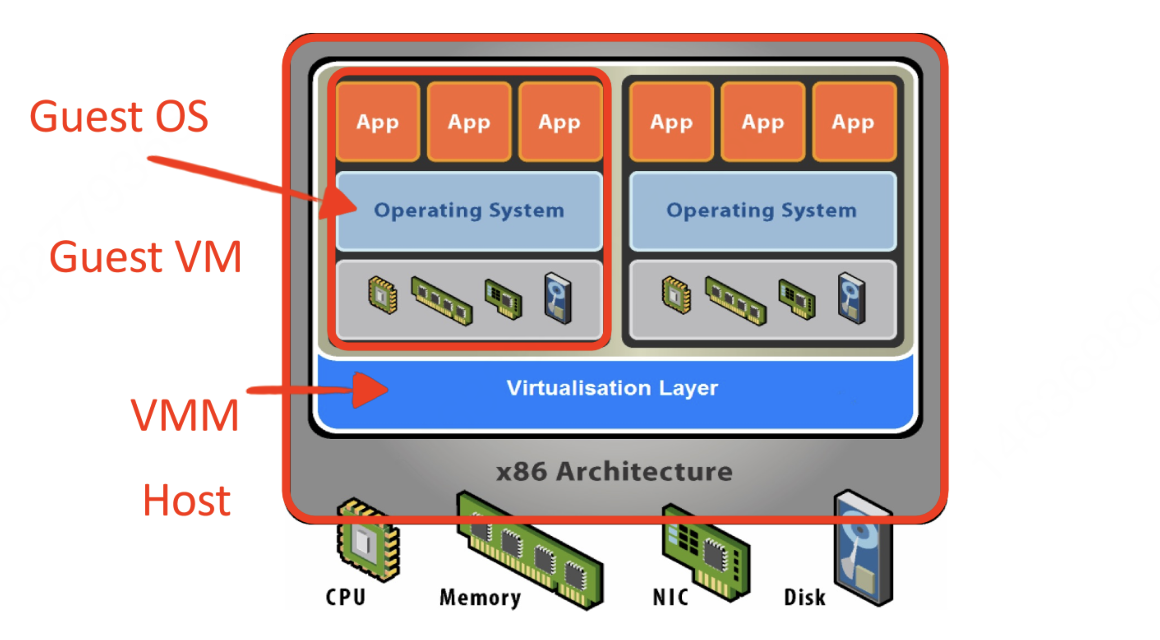 Guest OS
App App App App App App
Operating System Operating System
Guest VM
Virtualisation Layer
VMM
x86 Architecture
Host
CPU Memory NIC Disk